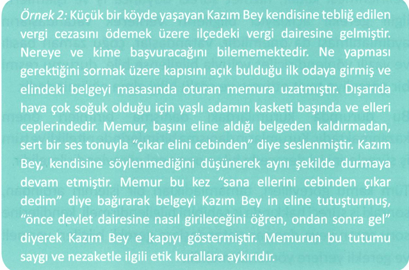 Örnek 2: Küçük bir köyde yaşayan Kazım Bey kendisine tebliğ edilen
vergi cezasını ödemek üzere ilçedeki vergi dairesine gelmiştir.
Nereye ve kime başvuracağını bilememektedir. Ne yapması
gerektiğini sormak üzere kapısını açık bulduğu ilk odaya girmiş ve
elindeki belgeyi masasında oturan memura uzatmıştır. Dışarıda
hava çok soğuk olduğu için yaşlı adamın kasketi başında ve elleri
ceplerindedir. Memur, başını eline aldığı belgeden kaldırmadan,
sert bir ses tonuyla “çıkar elini cebinden” diye seslenmiştir. Kazım
Bey, kendisine söylenmediğini düşünerek aynı şekilde durmaya
devam etmiştir. Memur bu kez “sana ellerini cebinden çıkar
dedim” diye bağırarak belgeyi Kazım Bey in eline tutuşturmuş,
“önce devlet dairesine nasıl girileceğini öğren, ondan sonra gel”
diyerek Kazım Bey e kapıyı göstermiştir. Memurun bu tutumu
saygı ve nezaketle ilgili etik kurallara aykırıdır.